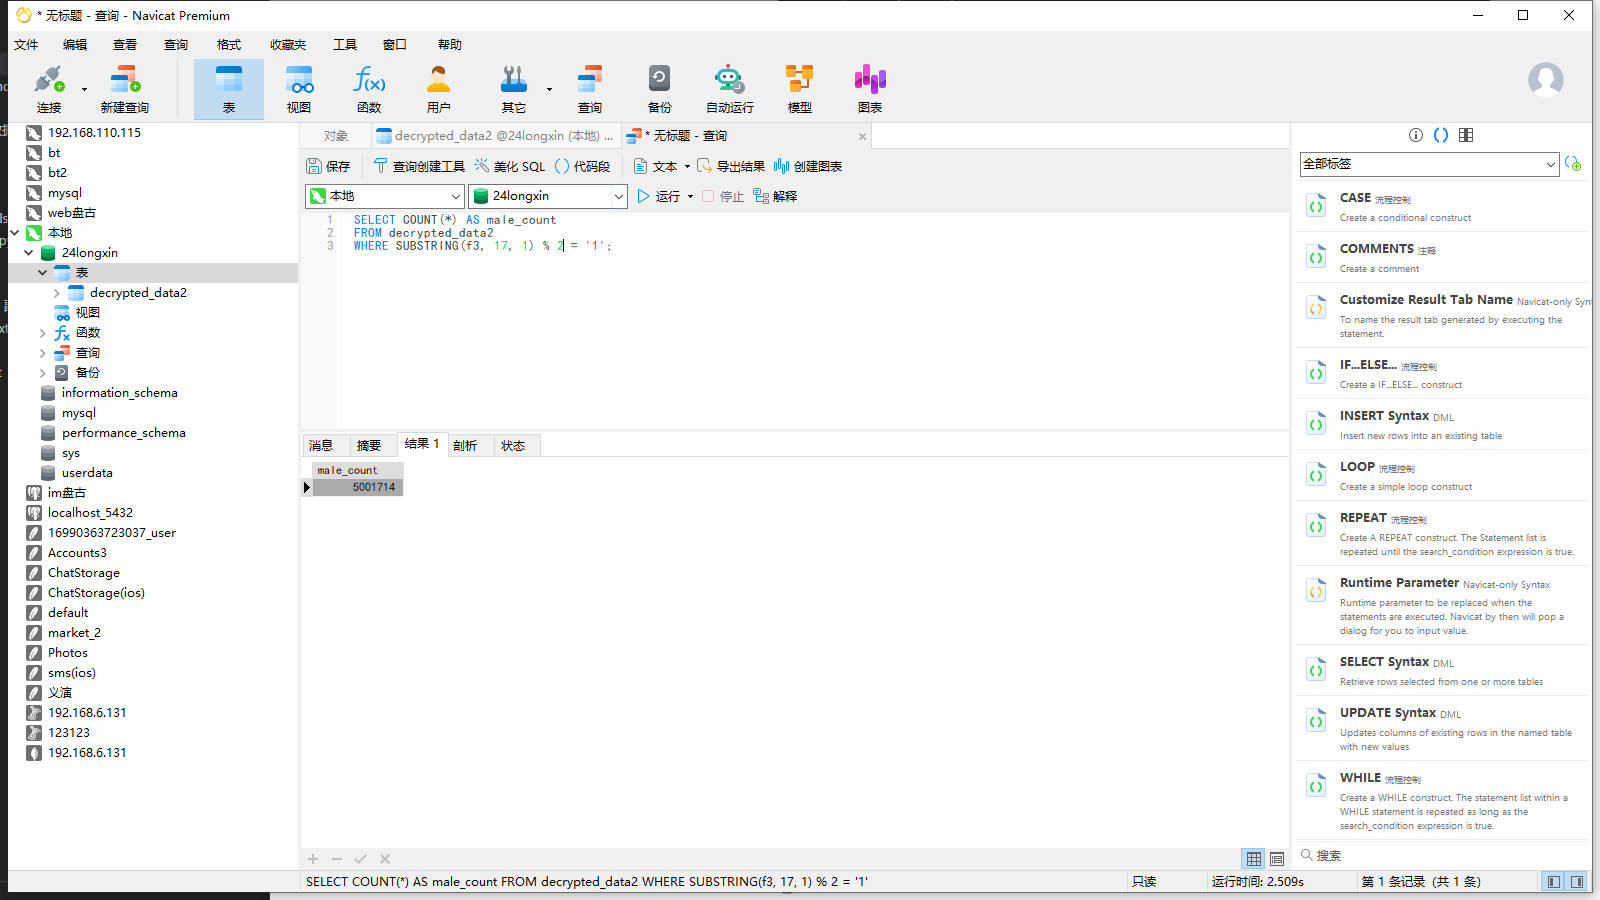 * 无标题 - 查询 - Navicat Premium
文件 编辑 查看 查询 格式 收藏夹 工具 窗口 帮助
连接 新建查询 表 视图 函数 用户 其它 查询 备份 自动运行 模型 图表
192.168.110.115
bt
bt2
mysql
web盘古
本地
24longxin
表
decrypted_data2
视图
函数
查询
备份
information_schema
mysql
performance_schema
sys
userdata
im盘古
localhost_5432
16990363723037_user
Accounts3
ChatStorage
ChatStorage(ios)
default
market_2
Photos
sms(ios)
义演
192.168.6.131
123123
192.168.6.131
对象 decrypted_data2 @24longxin (本地) ... * 无标题 - 查询
保存 查询创建工具 美化 SQL 代码段 文本 导出结果 创建图表
本地 24longxin 运行 停止 解释
1 SELECT COUNT(*) AS male_count
2 FROM decrypted_data2
3 WHERE SUBSTRING(f3, 17, 1) % 2 = '1';
消息 摘要 结果 1 剖析 状态
male_count
5001714
全部标签
CASE 流程控制
Create a conditional construct
COMMENTS 注释
Create a comment
Customize Result Tab Name Navicat-only Syn
To name the result tab generated by executing the
statement.
IF...ELSE... 流程控制
Create a IF...ELSE... construct
INSERT Syntax DML
Insert new rows into an existing table
LOOP 流程控制
Create a simple loop construct
REPEAT 流程控制
Create A REPEAT construct. The Statement list is
repeated until the search_condition expression is true.
Runtime Parameter Navicat-only Syntax
Runtime parameter to be replaced when the
statements are executed. Navicat by then will pop a
dialog for you to input value.
SELECT Syntax DML
Retrieve rows selected from one or more tables
UPDATE Syntax DML
Updates columns of existing rows in the named table
with new values
WHILE 流程控制
Create a WHILE construct. The statement list within a
WHILE statement is repeated as long as the
search_condition expression is true.
搜索
SELECT COUNT(*) AS male_count FROM decrypted_data2 WHERE SUBSTRING(f3, 17, 1) % 2 = '1' 只读 运行时间: 2.509s 第 1 条记录 (共 1 条)